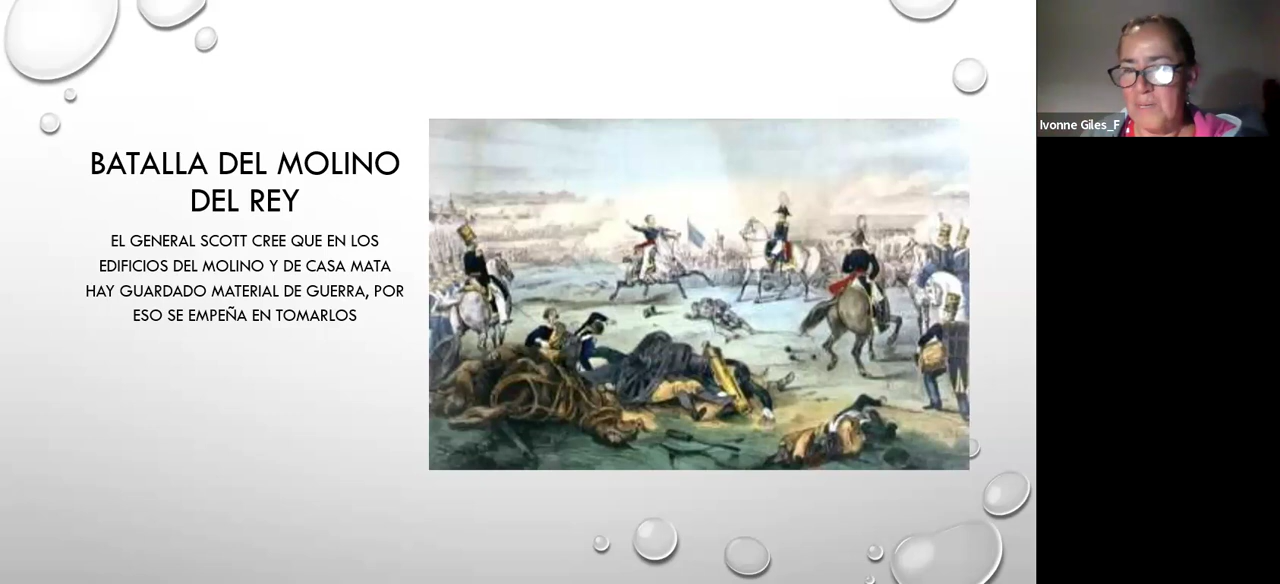 BATALLA DEL MOLINO
DEL REY
EL GENERAL SCOTT CREE QUE EN LOS
EDIFICIOS DEL MOLINO Y DE CASA MATA
HAY GUARDADO MATERIAL DE GUERRA, POR
ESO SE EMPEÑA EN TOMARLOS
Ivonne Giles_F